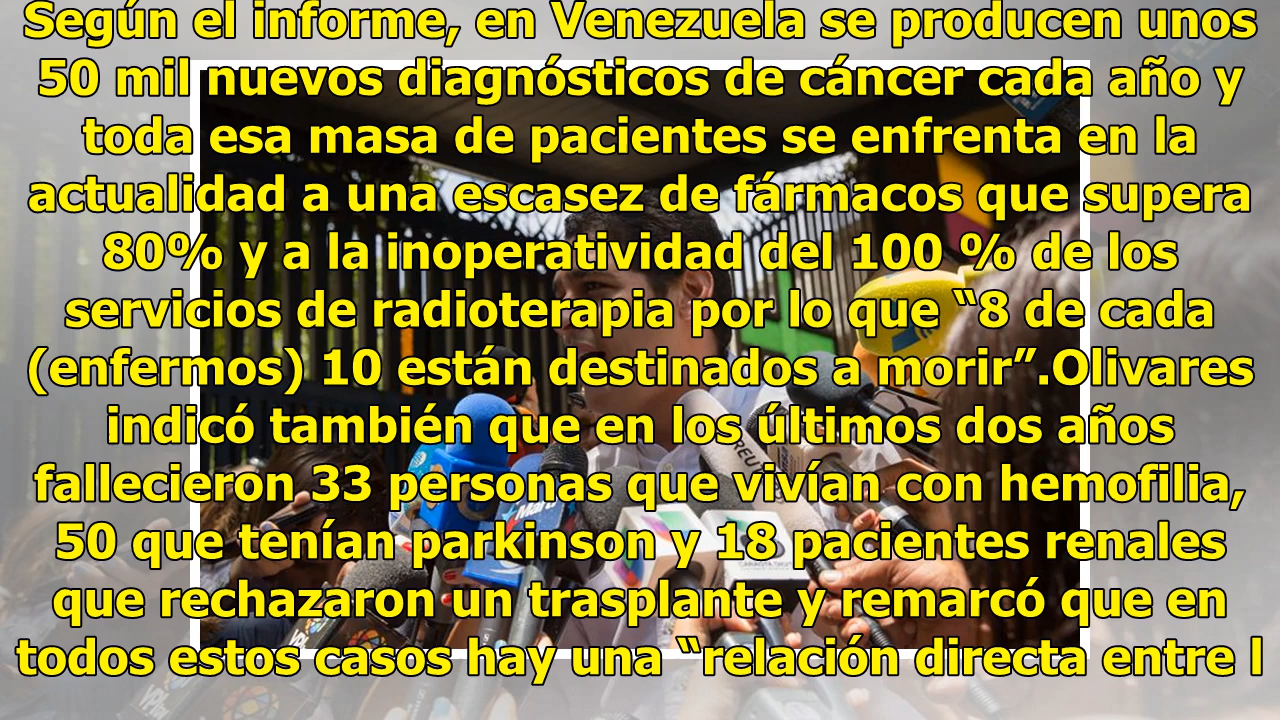 Según el informe, en Venezuela se producen unos
50 mil nuevos diagnósticos de cáncer cada año y
toda esa masa de pacientes se enfrenta en la
actualidad a una escasez de fármacos que supera
80% y a la inoperatividad del 100 % de los
servicios de radioterapia por lo que “8 de cada
(enfermos) 10 están destinados a morir”.Olivares
indicó también que en los últimos dos años
fallecieron 33 personas que vivían con hemofilia,
50 que tenían parkinson y 18 pacientes renales
que rechazaron un trasplante y remarcó que en
todos estos casos hay una “relación directa entre l